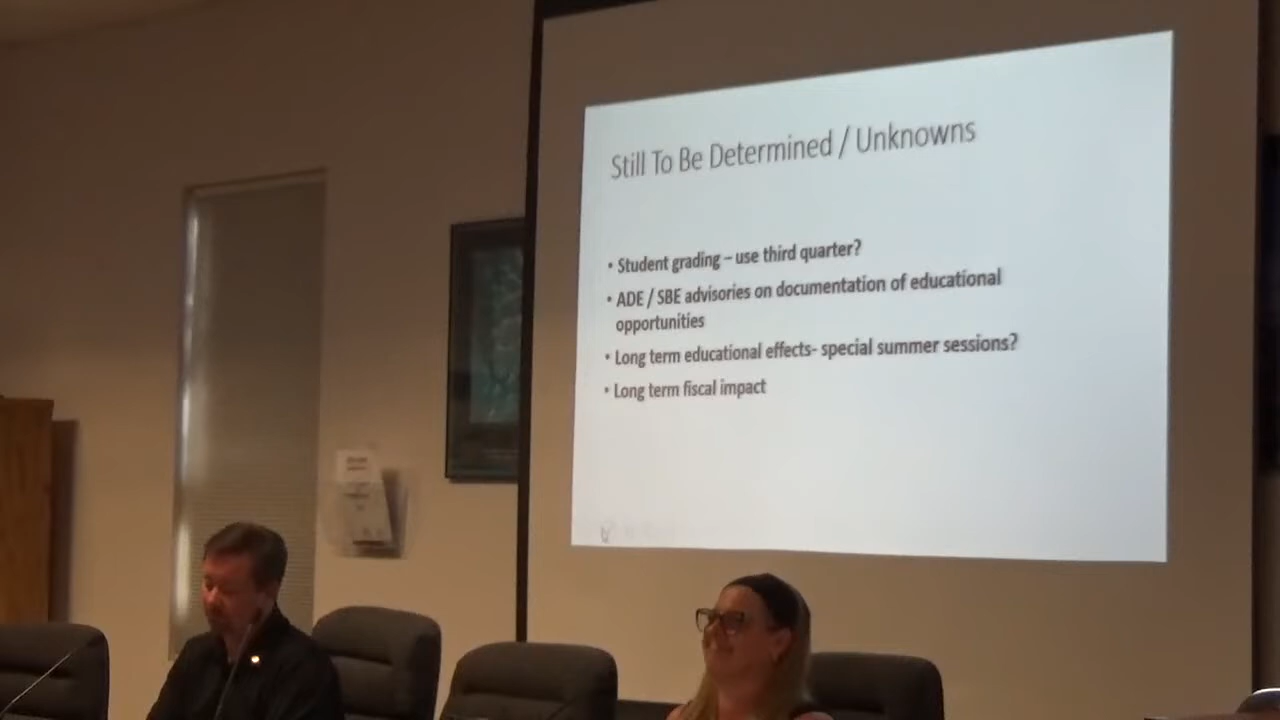 Still To Be Determined / Unknowns
• Student grading – use third quarter?
• ADE / SBE advisories on documentation of educational
opportunities
• Long term educational effects- special summer sessions?
• Long term fiscal impact